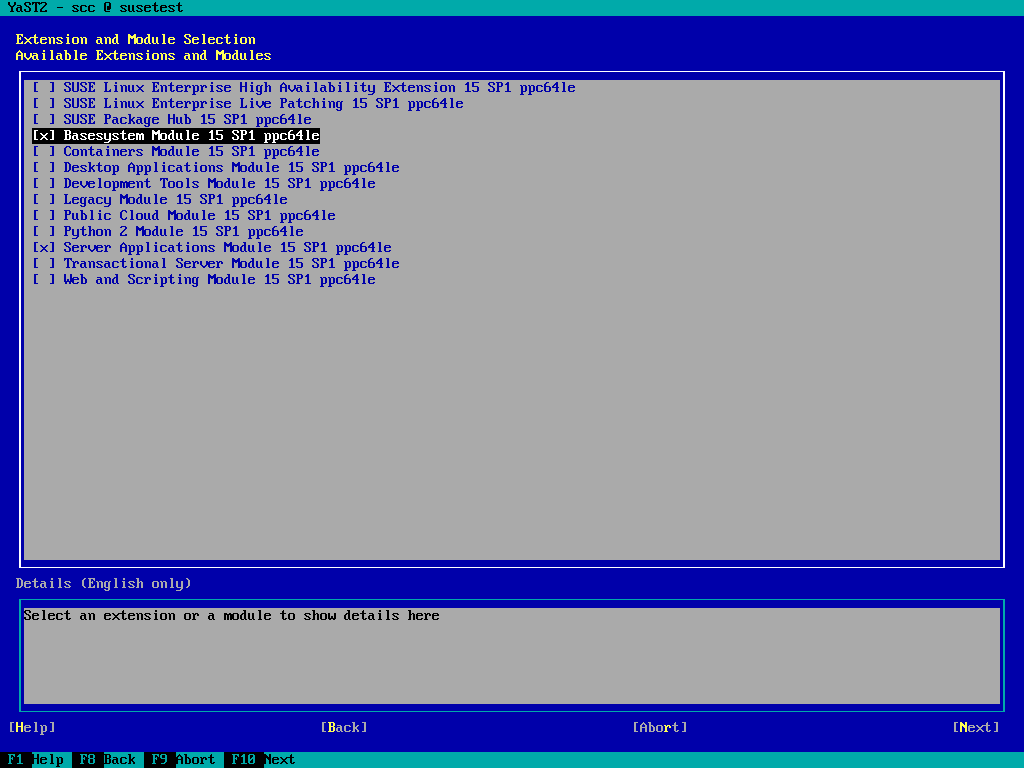 YaST2 - scc @ susetest
Extension and Module Selection
Available Extensions and Modules
[ ] SUSE Linux Enterprise High Availability Extension 15 SP1 ppc64le
[ ] SUSE Linux Enterprise Live Patching 15 SP1 ppc64le
[ ] SUSE Package Hub 15 SP1 ppc64le
[x] Basesystem Module 15 SP1 ppc64le
[ ] Containers Module 15 SP1 ppc64le
[ ] Desktop Applications Module 15 SP1 ppc64le
[ ] Development Tools Module 15 SP1 ppc64le
[ ] Legacy Module 15 SP1 ppc64le
[ ] Public Cloud Module 15 SP1 ppc64le
[ ] Python 2 Module 15 SP1 ppc64le
[x] Server Applications Module 15 SP1 ppc64le
[ ] Transactional Server Module 15 SP1 ppc64le
[ ] Web and Scripting Module 15 SP1 ppc64le
Details (English only)
Select an extension or a module to show details here
[Help] [Back] [Abort] [Next]
F1 Help F8 Back F9 Abort F10 Next